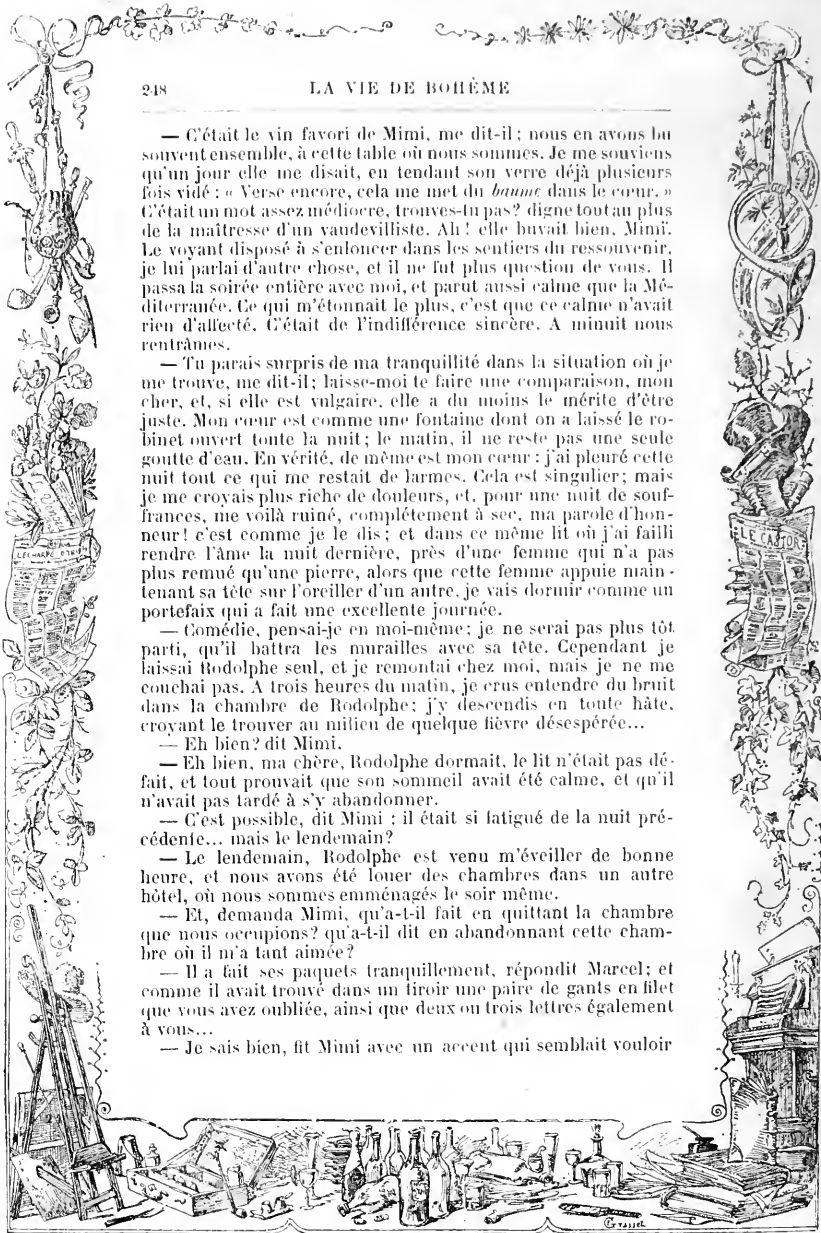 248 LA VIE DE BOHÈME
— C'était le vin favori de Mimi, me dit-il ; nous en avons bu
souvent ensemble, à cette table où nous sommes. Je me souviens
qu'un jour elle me disait, en tendant son verre déjà plusieurs
fois vidé : « Verse encore, cela me met du baume dans le cœur. »
C'était un mot assez médiocre, trouves-tu pas? digne tout au plus
de la maîtresse d'un vaudevilliste. Ah ! elle buvait bien, Mimi.
Le voyant disposé à s'enfoncer dans les sentiers du ressouvenir,
je lui parlai d'autre chose, et il ne fut plus question de vous. Il
passa la soirée entière avec moi, et parut aussi calme que la Mé-
diterranée. Ce qui m'étonnait le plus, c'est que ce calme n'avait
rien d'affecté. C'était de l'indifférence sincère. A minuit nous
rentrâmes.
— Tu parais surpris de ma tranquillité dans la situation où je
me trouve, me dit-il; laisse-moi te faire une comparaison, mon
cher, et, si elle est vulgaire, elle a du moins le mérite d'être
juste. Mon cœur est comme une fontaine dont on a laissé le ro-
binet ouvert toute la nuit; le matin, il ne reste pas une seule
goutte d'eau. En vérité, de même est mon cœur : j'ai pleuré cette
nuit tout ce qui me restait de larmes. Cela est singulier; mais
je me croyais plus riche de douleurs, et, pour une nuit de souf-
frances, me voilà ruiné, complétement à sec, ma parole d'hon-
neur! c'est comme je le dis; et dans ce même lit où j'ai failli
rendre l'âme la nuit dernière, près d'une femme qui n'a pas
plus remué qu'une pierre, alors que cette femme appuie main-
tenant sa tête sur l'oreiller d'un autre, je vais dormir comme un
portefaix qui a fait une excellente journée.
— Comédie, pensai-je en moi-même; je ne serai pas plus tôt
parti, qu'il battra les murailles avec sa tête. Cependant je
laissai Rodolphe seul, et je remontai chez moi, mais je ne me
couchai pas. A trois heures du matin, je crus entendre du bruit
dans la chambre de Rodolphe; j'y descendis en toute hâte,
croyant le trouver au milieu de quelque fièvre désespérée...
— Eh bien? dit Mimi.
— Eh bien, ma chère, Rodolphe dormait, le lit n'était pas dé-
fait, et tout prouvait que son sommeil avait été calme, et qu'il
n'avait pas tardé à s'y abandonner.
— C'est possible, dit Mimi : il était si fatigué de la nuit pré-
cédente... mais le lendemain?
— Le lendemain, Rodolphe est venu m'éveiller de bonne
heure, et nous avons été louer des chambres dans un autre
hôtel, où nous sommes emménagés le soir même.
— Et, demanda Mimi, qu'a-t-il fait en quittant la chambre
que nous occupions? qu'a-t-il dit en abandonnant cette cham-
bre où il m'a tant aimée?
— Il a fait ses paquets tranquillement, répondit Marcel; et
comme il avait trouvé dans un tiroir une paire de gants en filet
que vous avez oubliée, ainsi que deux ou trois lettres également
à vous...
— Je sais bien, fit Mimi avec un accent qui semblait vouloir
L'ECHARPE D'IRIS
LE CASTOR
Grasset